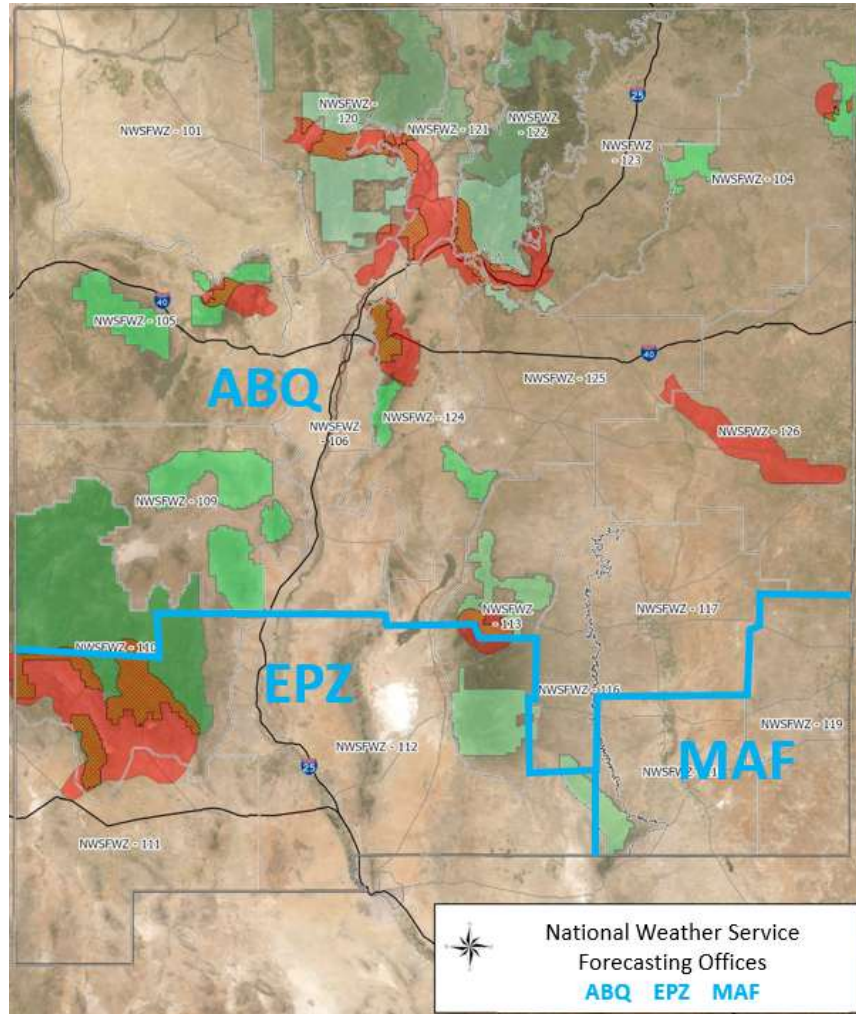 NWSFWZ - 101
NWSFWZ -
120
NWSFWZ - 121
NWSFWZ
- 122
25
NWSFWZ
- 123
NWSFWZ - 104
40
NWSFWZ - 105
40
NWSFWZ - 125
ABQ
NWSFWZ - 124
NWSFWZ
- 106
NWSFWZ - 126
NWSFWZ - 109
NWSFWZ
- 113
NWSFWZ - 117
NWSFWZ - 110
EPZ
NWSFWZ - 116
NWSFWZ - 119
NWSFWZ - 112
MAF
25
NWSFWZ - 111
National Weather Service
Forecasting Offices
ABQ EPZ MAF